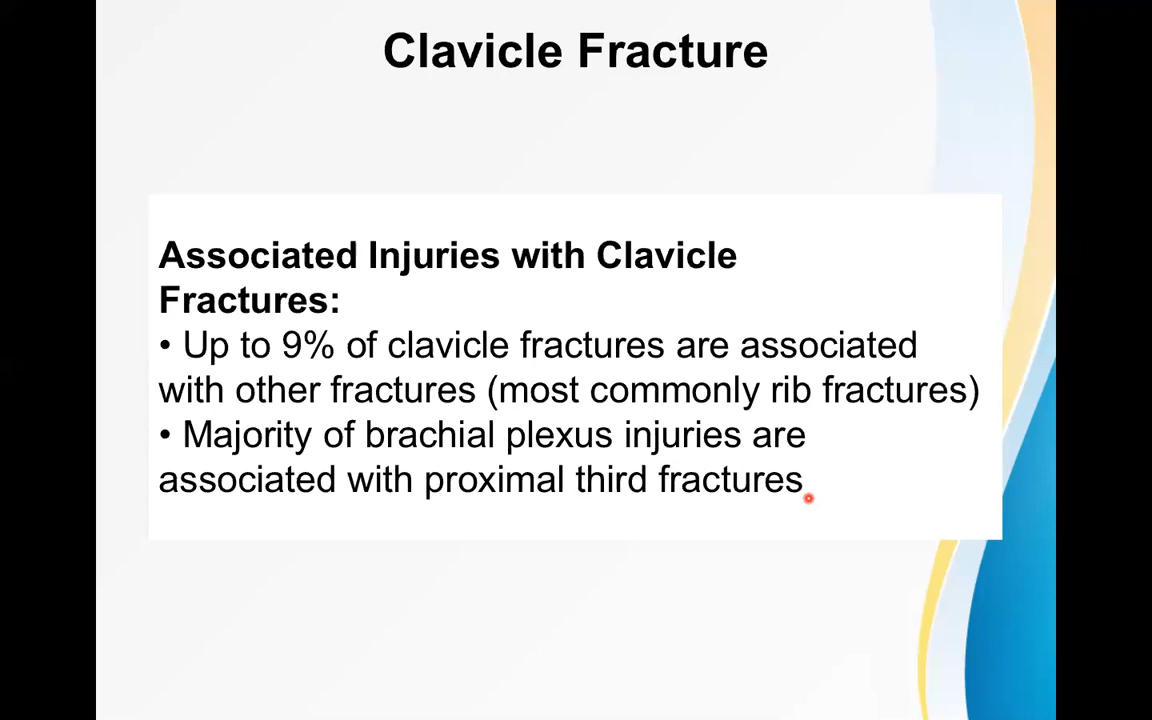 Clavicle Fracture
Associated Injuries with Clavicle
Fractures:
• Up to 9% of clavicle fractures are associated
with other fractures (most commonly rib fractures)
• Majority of brachial plexus injuries are
associated with proximal third fractures